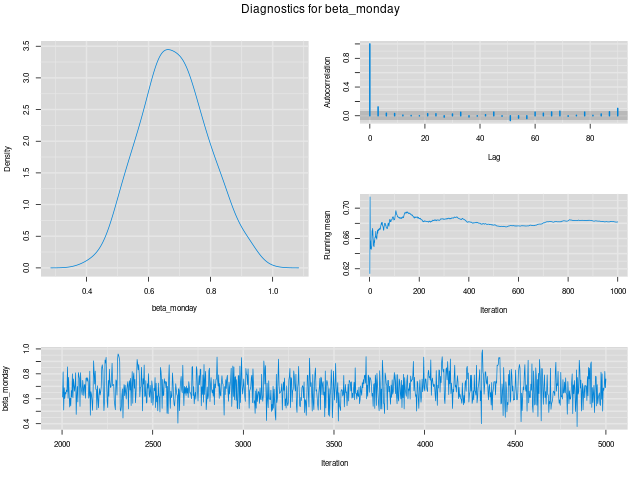 Diagnostics for beta_monday
Density
0.0 0.5 1.0 1.5 2.0 2.5 3.0 3.5
0.4 0.6 0.8 1.0
beta_monday
Autocorrelation
0.0 0.4 0.8
0 20 40 60 80
Lag
Running mean
0.62 0.66 0.70
0 200 400 600 800 1000
Iteration
beta_monday
0.4 0.5 0.6 0.7 0.8 0.9 1.0
2000 2500 3000 3500 4000 4500 5000
Iteration